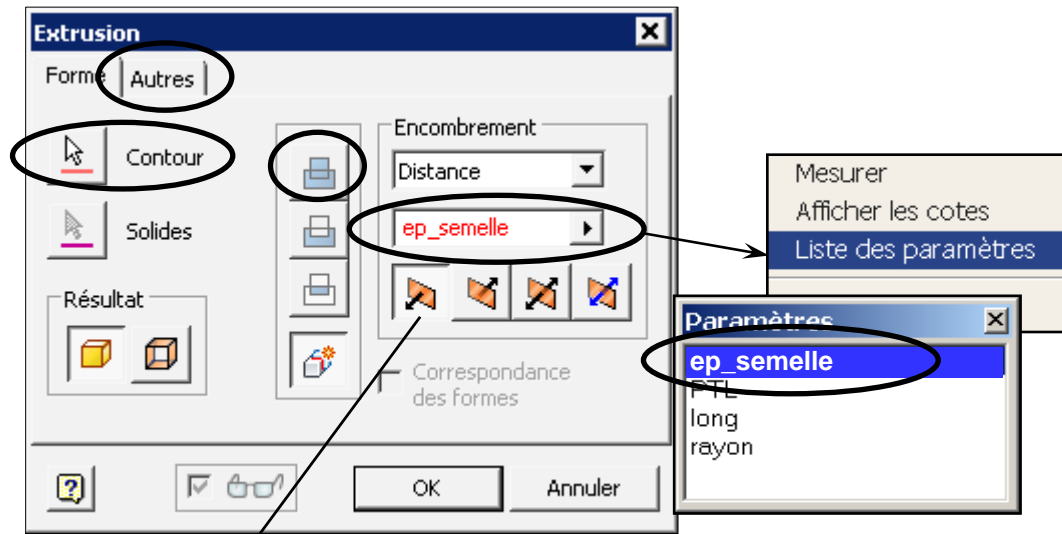 Extrusion
Forme
Autres
Contour
Solides
Résultat
Encombrement
Distance
ep_semelle
Correspondance
des formes
OK
Annuler
Mesurer
Afficher les cotes
Liste des paramètres
Paramètres
ep_semelle
PTL
long
rayon